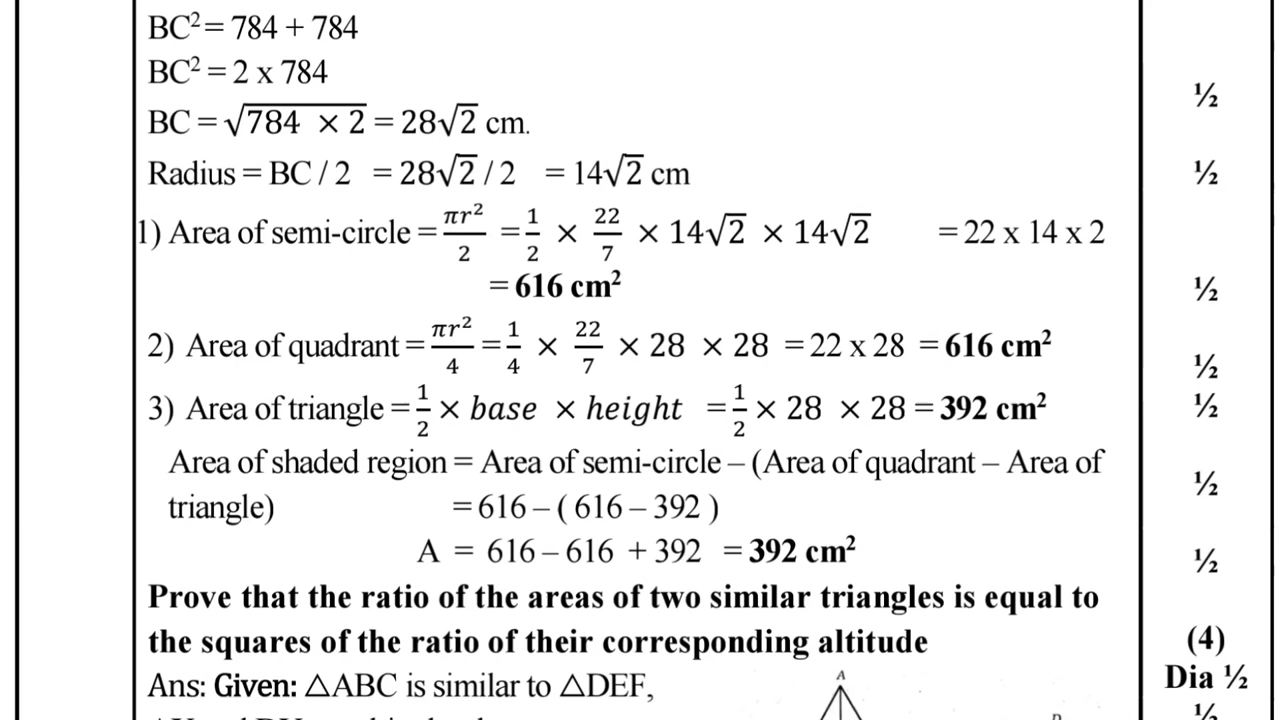 BC²= 784 + 784
BC² = 2 x 784
½
BC = √784 × 2 = 28√2 cm.
Radius = BC / 2 = 28√2 / 2 = 14√2 cm ½
1) Area of semi-circle = πr²/2 = 1/2 × 22/7 × 14√2 × 14√2 = 22 x 14 x 2
= 616 cm² ½
2) Area of quadrant = πr²/4 = 1/4 × 22/7 × 28 × 28 = 22 x 28 = 616 cm² ½
3) Area of triangle = 1/2 × base × height = 1/2 × 28 × 28 = 392 cm² ½
Area of shaded region = Area of semi-circle – (Area of quadrant – Area of ½
triangle) = 616 – ( 616 – 392 )
A = 616 – 616 + 392 = 392 cm² ½
Prove that the ratio of the areas of two similar triangles is equal to
the squares of the ratio of their corresponding altitude (4)
Ans: Given: △ABC is similar to △DEF, A Dia ½